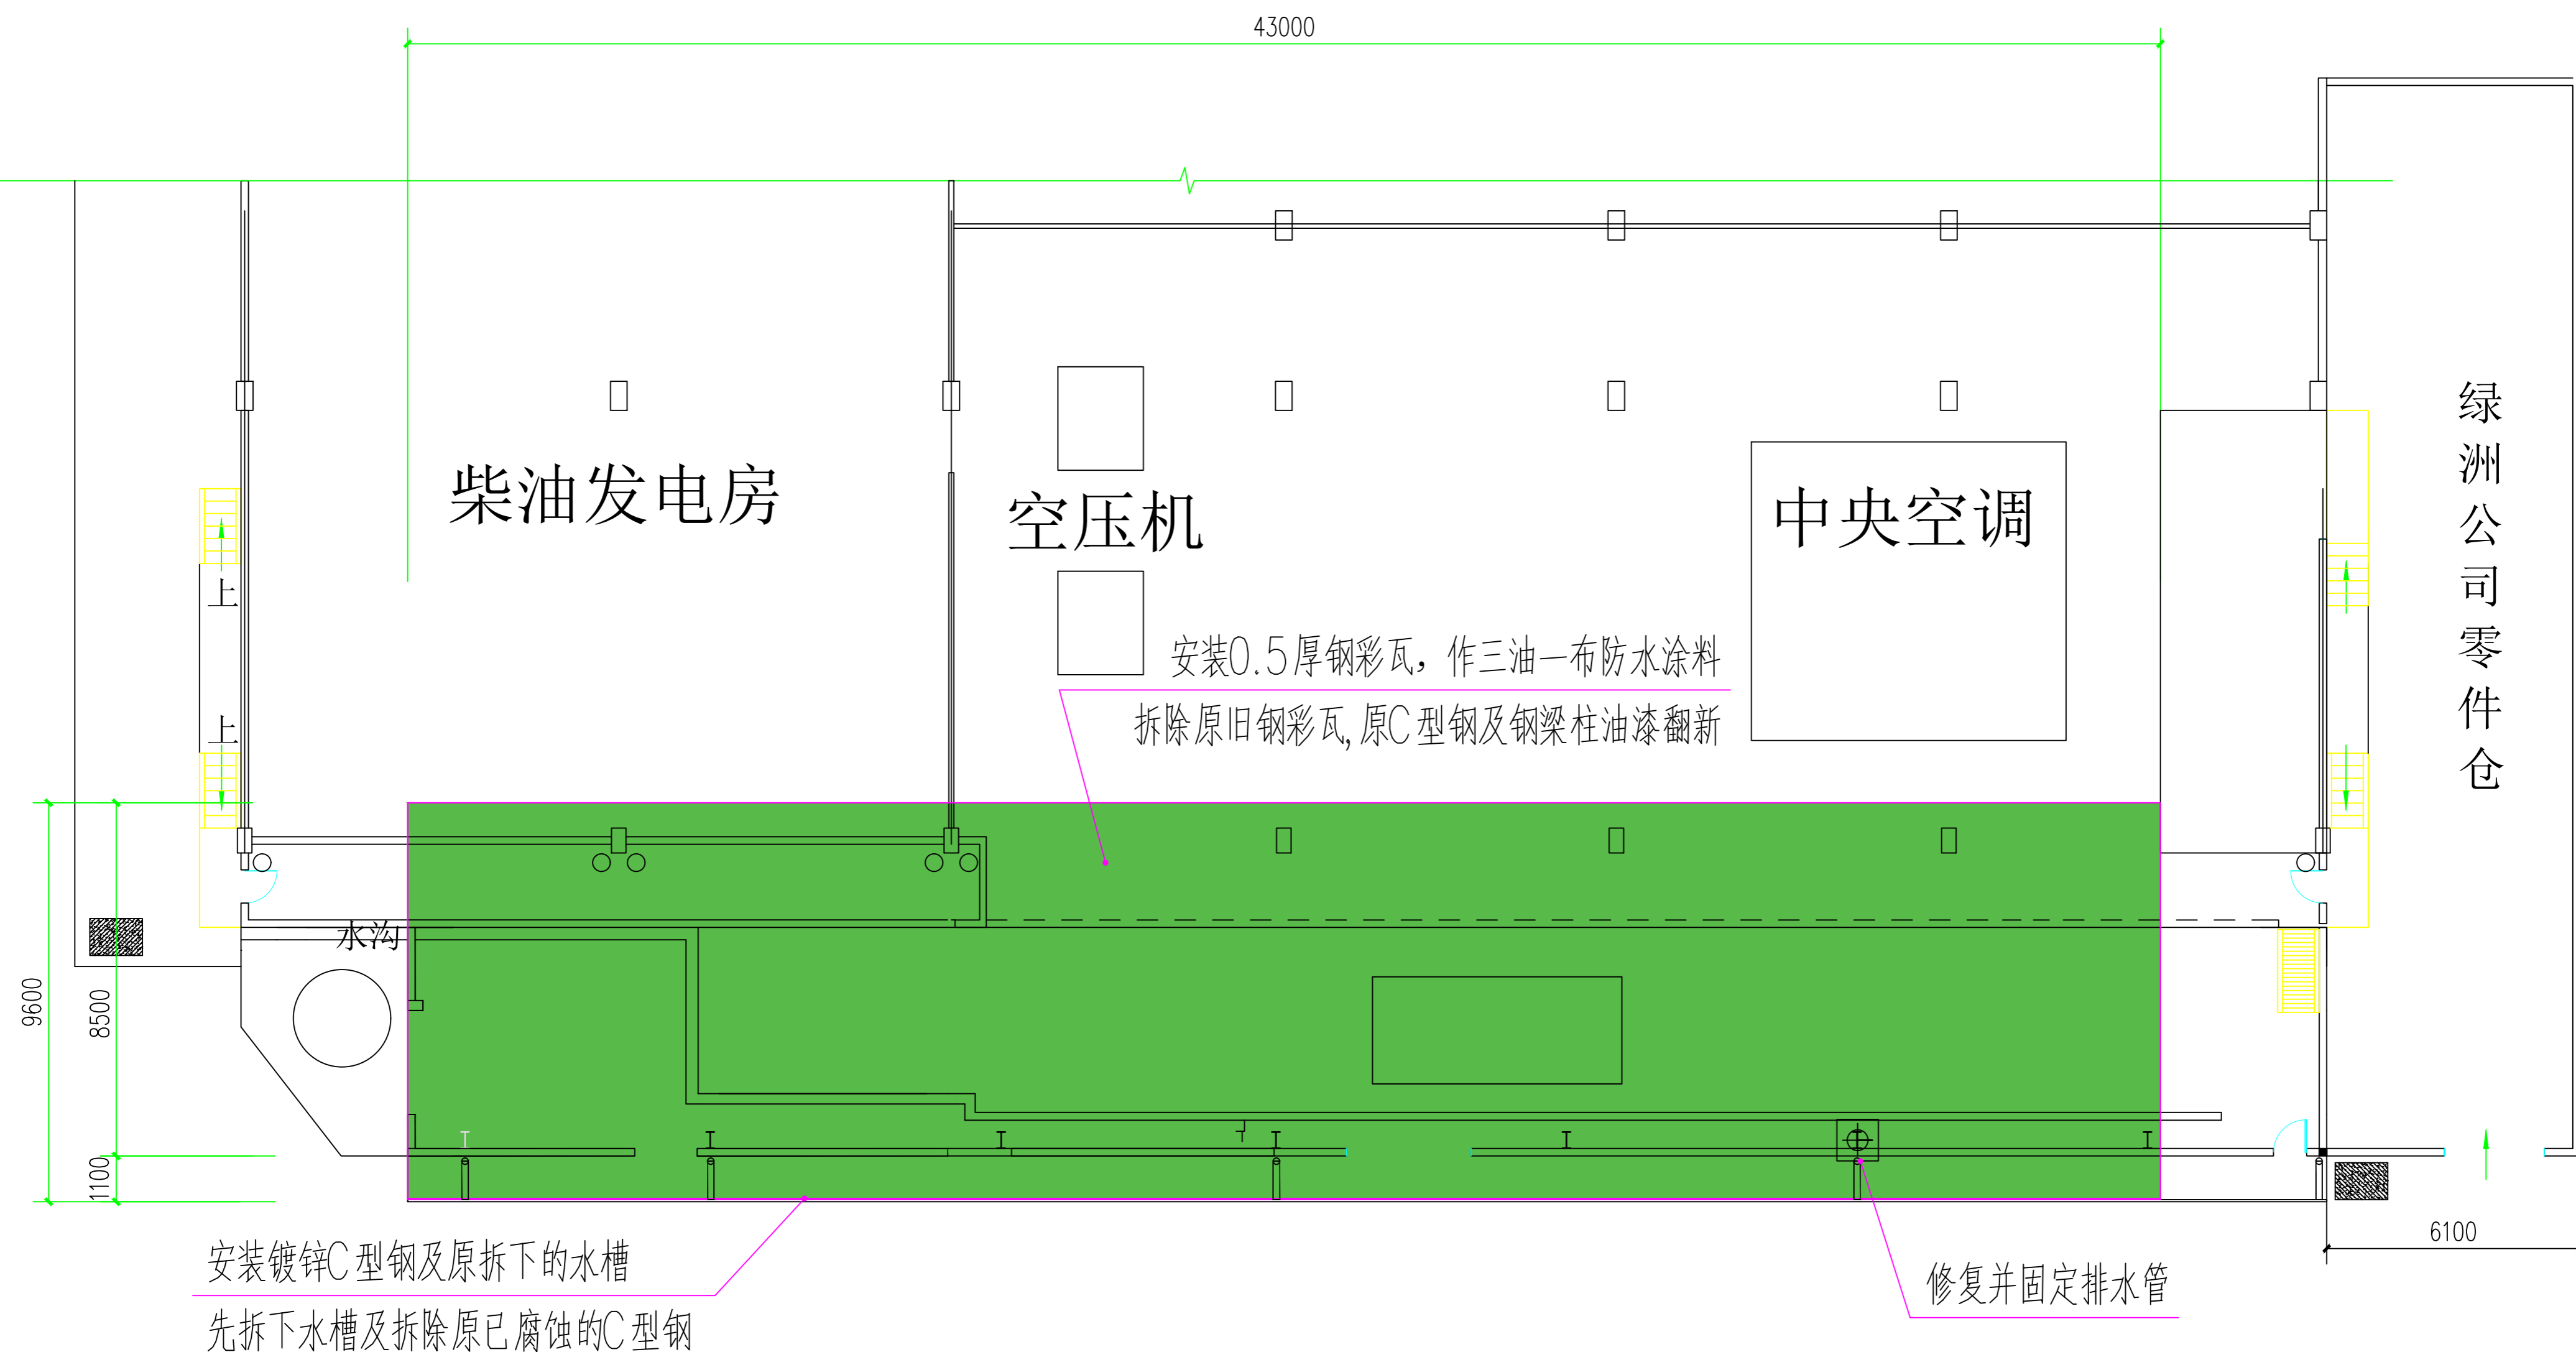 43000
柴油发电房
空压机
中央空调
绿洲公司零件仓
上
上
安装0.5厚钢彩瓦，作三油一布防水涂料
拆除原旧钢彩瓦,原C型钢及钢梁柱油漆翻新
水沟
9600
8500
1100
6100
安装镀锌C型钢及原拆下的水槽
先拆下水槽及拆除原已腐蚀的C型钢
修复并固定排水管